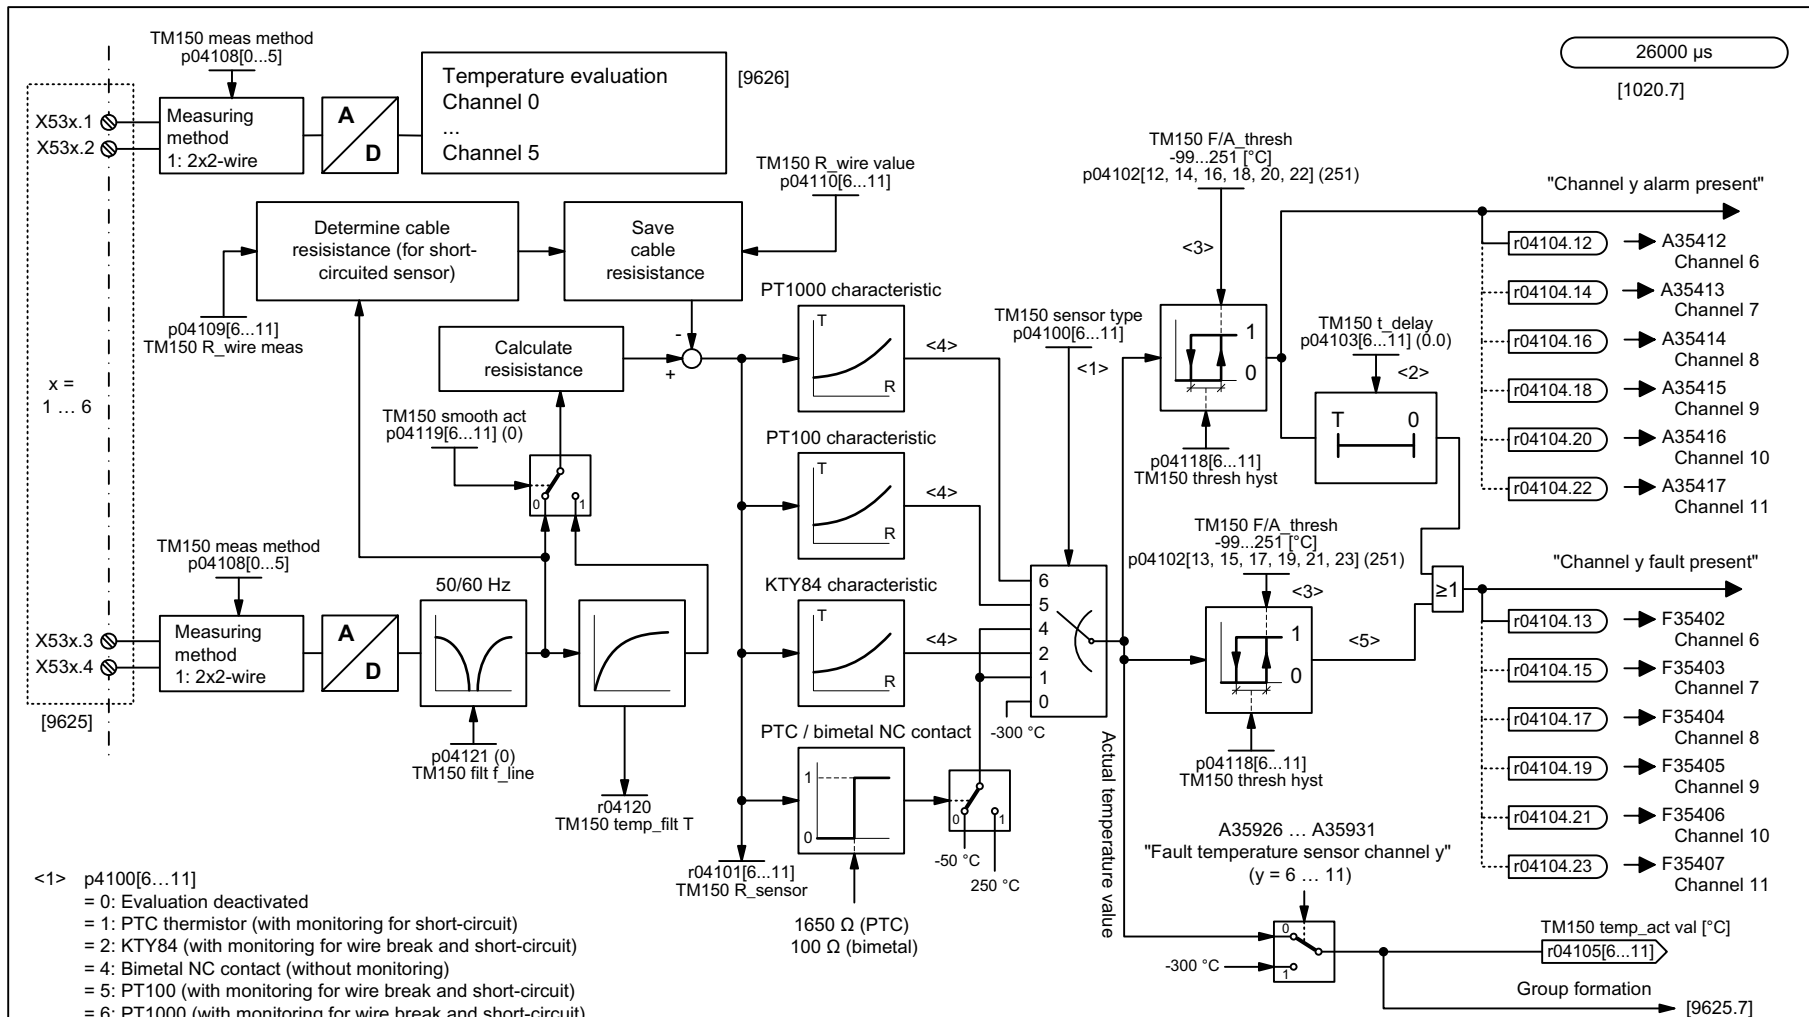 TM150 meas method
p04108[0...5]
X53x.1
X53x.2
Measuring
method
1: 2x2-wire
A
D
Temperature evaluation
Channel 0
...
Channel 5
[9626]
26000 µs
[1020.7]
TM150 R_wire value
p04110[6...11]
Determine cable
resisistance (for short-
circuited sensor)
Save
cable
resisistance
p04109[6...11]
TM150 R_wire meas
Calculate
resisistance
-
+
x =
1 ... 6
TM150 smooth act
p04119[6...11] (0)
0
1
TM150 meas method
p04108[0...5]
X53x.3
X53x.4
[9625]
Measuring
method
1: 2x2-wire
A
D
50/60 Hz
p04121 (0)
TM150 filt f_line
r04120
TM150 temp_filt T
PT1000 characteristic
T
R
<4>
PT100 characteristic
T
R
<4>
KTY84 characteristic
T
R
<4>
PTC / bimetal NC contact
1
0
r04101[6...11]
TM150 R_sensor
1650 Ω (PTC)
100 Ω (bimetal)
0
1
-50 °C
250 °C
TM150 sensor type
p04100[6...11]
<1>
6
5
4
2
1
0
-300 °C
Actual temperature value
TM150 F/A_thresh
-99...251 [°C]
p04102[12, 14, 16, 18, 20, 22] (251)
<3>
1
0
p04118[6...11]
TM150 thresh hyst
TM150 t_delay
p04103[6...11] (0.0)
<2>
T
0
TM150 F/A_thresh
-99...251 [°C]
p04102[13, 15, 17, 19, 21, 23] (251)
<3>
1
0
<5>
p04118[6...11]
TM150 thresh hyst
≥1
"Channel y alarm present"
r04104.12
A35412
Channel 6
r04104.14
A35413
Channel 7
r04104.16
A35414
Channel 8
r04104.18
A35415
Channel 9
r04104.20
A35416
Channel 10
r04104.22
A35417
Channel 11
"Channel y fault present"
r04104.13
F35402
Channel 6
r04104.15
F35403
Channel 7
r04104.17
F35404
Channel 8
r04104.19
F35405
Channel 9
r04104.21
F35406
Channel 10
r04104.23
F35407
Channel 11
A35926 ... A35931
"Fault temperature sensor channel y"
(y = 6 ... 11)
0
1
-300 °C
TM150 temp_act val [°C]
r04105[6...11]
Group formation
[9625.7]
<1> p4100[6...11]
= 0: Evaluation deactivated
= 1: PTC thermistor (with monitoring for short-circuit)
= 2: KTY84 (with monitoring for wire break and short-circuit)
= 4: Bimetal NC contact (without monitoring)
= 5: PT100 (with monitoring for wire break and short-circuit)
= 6: PT1000 (with monitoring for wire break and short-circuit)